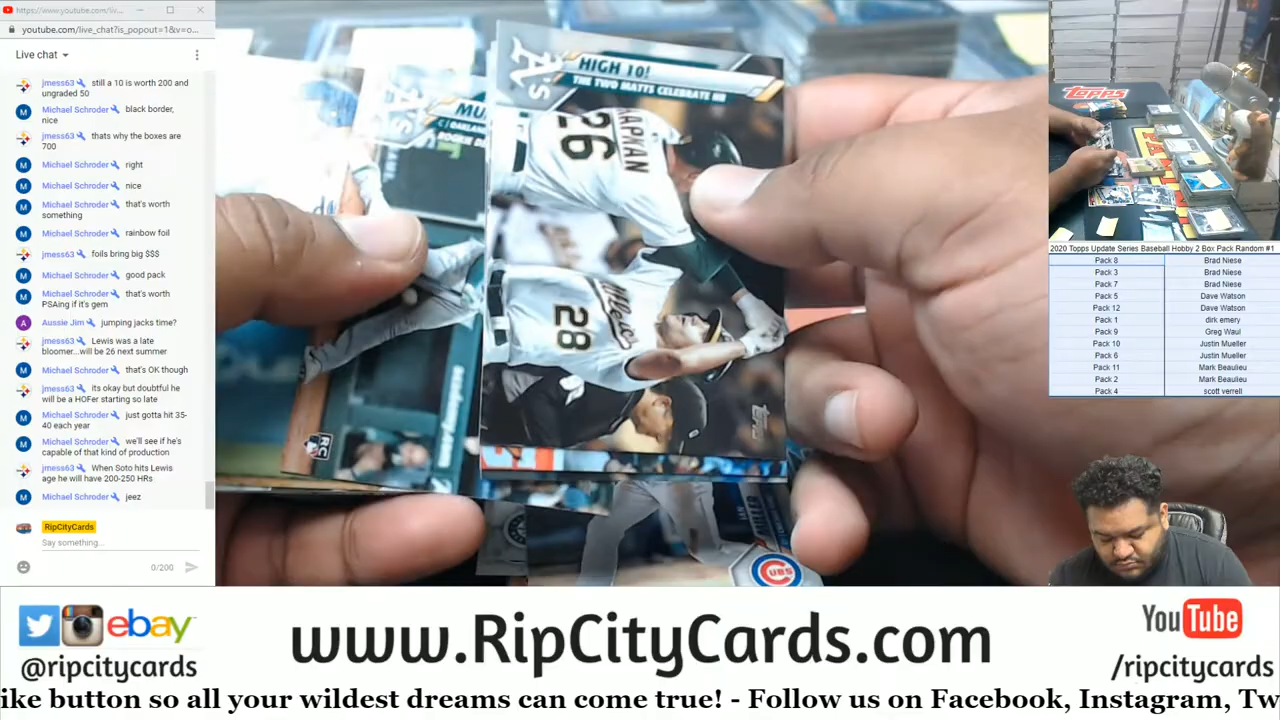 https://www.youtube.com/liv...
youtube.com/live_chat?is_popout=1&v=o...
Live chat
jmess63 still a 10 is worth 200 and
ungraded 50
Michael Schroder black border,
nice
jmess63 thats why the boxes are
700
Michael Schroder right
Michael Schroder nice
Michael Schroder that's worth
something
Michael Schroder rainbow foil
jmess63 foils bring big $$$
Michael Schroder good pack
Michael Schroder that's worth
PSAing if it's gem
Aussie Jim jumping jacks time?
jmess63 Lewis was a late
bloomer...will be 26 next summer
Michael Schroder that's OK though
jmess63 its okay but doubtful he
will be a HOFer starting so late
Michael Schroder just gotta hit 35-
40 each year
Michael Schroder we'll see if he's
capable of that kind of production
jmess63 When Soto hits Lewis
age he will have 200-250 HRs
Michael Schroder jeez
RipCityCards
Say something...
0/200
A's
HIGH 10!
THE TWO MATTS CELEBRATE HR
26
28
A's
MU
C / OAKLAND
ROOKIE D
RC
Topps
CUBS
Topps
2020 Topps Update Series Baseball Hobby 2 Box Pack Random #1
Pack 8 Brad Niese
Pack 3 Brad Niese
Pack 7 Brad Niese
Pack 5 Dave Watson
Pack 12 Dave Watson
Pack 1 dirk emery
Pack 9 Greg Waul
Pack 10 Justin Mueller
Pack 6 Justin Mueller
Pack 11 Mark Beaulieu
Pack 2 Mark Beaulieu
Pack 4 scott verrell
ebay
@ripcitycards
www.RipCityCards.com
YouTube
/ripcitycards
ike button so all your wildest dreams can come true! - Follow us on Facebook, Instagram, Tw